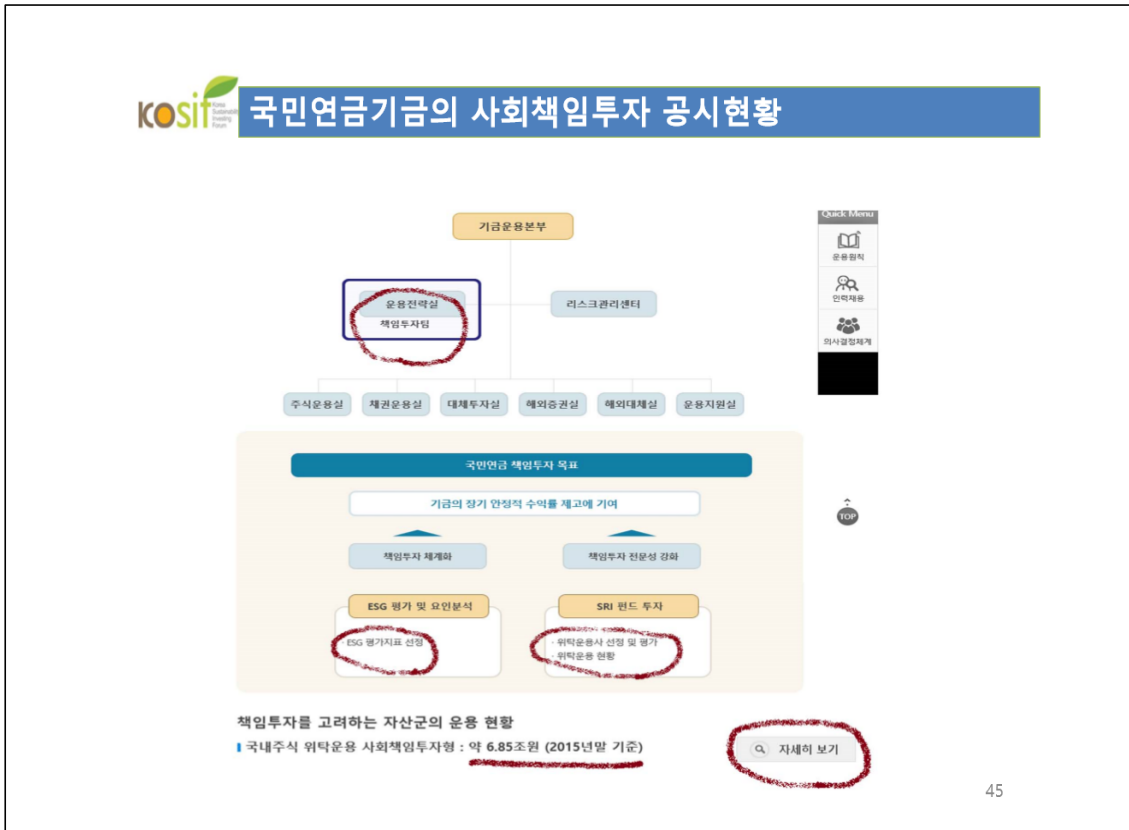 KOSIF Korea Sustainable Investing Forum
국민연금기금의 사회책임투자 공시현황
기금운용본부
Quick Menu
운용원칙
인력채용
의사결정체계
운용전략실
책임투자팀
리스크관리센터
주식운용실 채권운용실 대체투자실 해외증권실 해외대체실 운용지원실
국민연금 책임투자 목표
기금의 장기 안정적 수익률 제고에 기여
TOP
책임투자 체계화
책임투자 전문성 강화
ESG 평가 및 요인분석
· ESG 평가지표 선정
SRI 펀드 투자
· 위탁운용사 선정 및 평가
· 위탁운용 현황
책임투자를 고려하는 자산군의 운용 현황
국내주식 위탁운용 사회책임투자형 : 약 6.85조원 (2015년말 기준)
자세히 보기
45